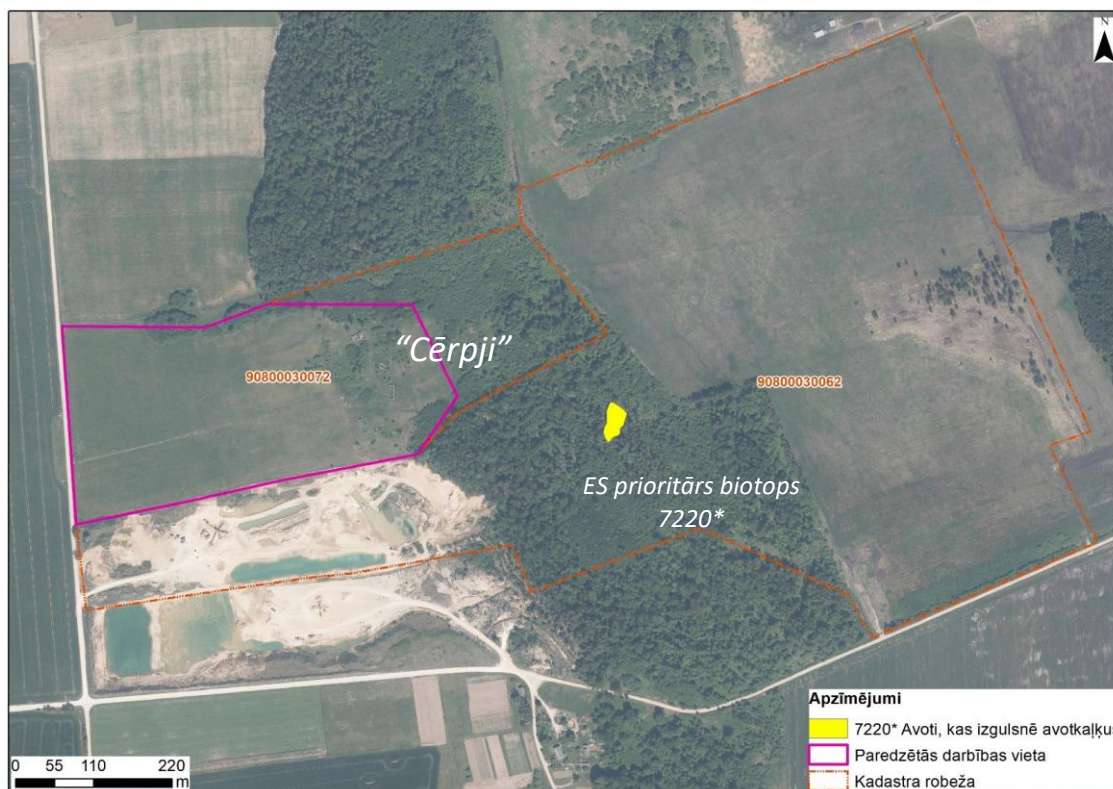 N
“Cērpji”
90800030072
90800030062
ES prioritārs biotops
7220*
Apzīmējumi
7220* Avoti, kas izgulsnē avotkaļķus
Paredzētās darbības vieta
Kadastra robeža
0 55 110 220
m